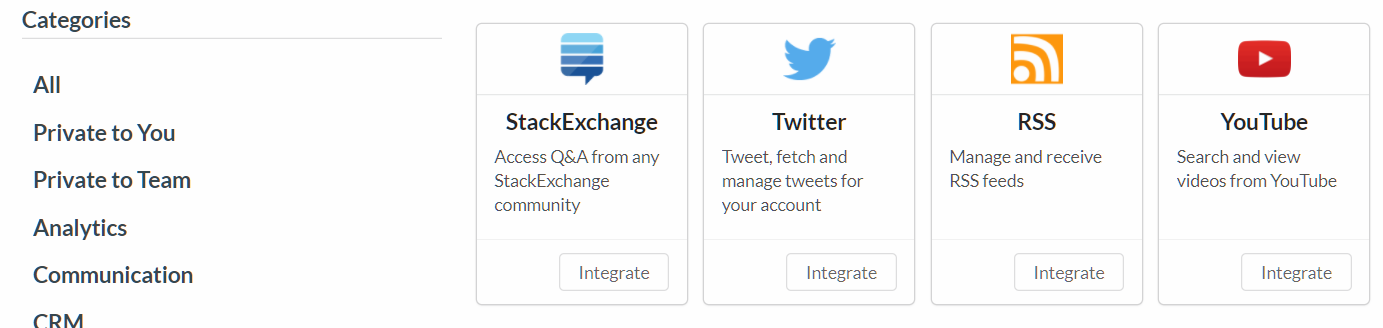 Categories
All
Private to You
Private to Team
Analytics
Communication
CRM
StackExchange
Access Q&A from any
StackExchange
community
Integrate
Twitter
Tweet, fetch and
manage tweets for
your account
Integrate
RSS
Manage and receive
RSS feeds
Integrate
YouTube
Search and view
videos from YouTube
Integrate